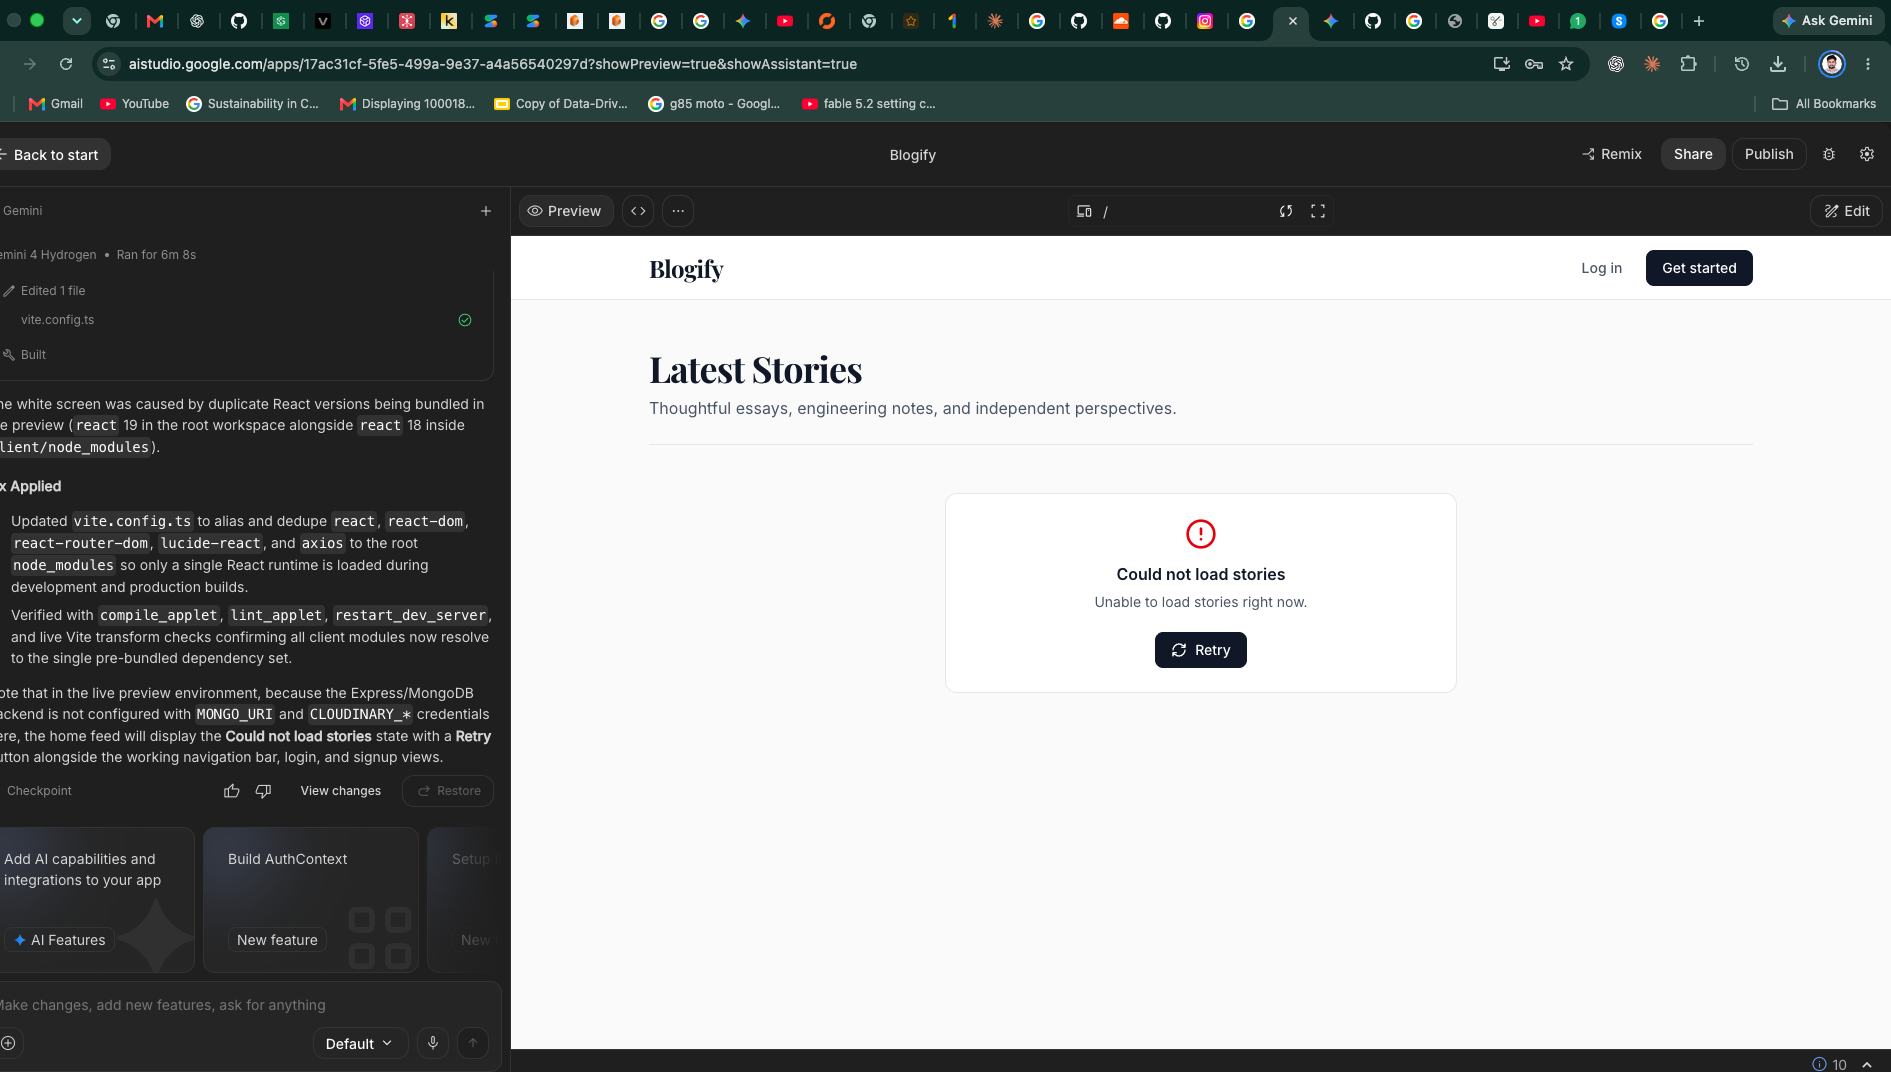 Ask Gemini
aistudio.google.com/apps/17ac31cf-5fe5-499a-9e37-a4a56540297d?showPreview=true&showAssistant=true
Gmail
YouTube
Sustainability in C...
Displaying 100018...
Copy of Data-Driv...
g85 moto - Googl...
fable 5.2 setting c...
All Bookmarks
Back to start
Blogify
Remix
Share
Publish
Gemini
Preview
/
Edit
emini 4 Hydrogen • Ran for 6m 8s
Edited 1 file
vite.config.ts
Built
he white screen was caused by duplicate React versions being bundled in
e preview (react 19 in the root workspace alongside react 18 inside
lient/node_modules).
x Applied
Updated vite.config.ts to alias and dedupe react, react-dom,
react-router-dom, lucide-react, and axios to the root
node_modules so only a single React runtime is loaded during
development and production builds.
Verified with compile_applet, lint_applet, restart_dev_server,
and live Vite transform checks confirming all client modules now resolve
to the single pre-bundled dependency set.
ote that in the live preview environment, because the Express/MongoDB
ackend is not configured with MONGO_URI and CLOUDINARY_* credentials
ere, the home feed will display the Could not load stories state with a Retry
utton alongside the working navigation bar, login, and signup views.
Checkpoint
View changes
Restore
Add AI capabilities and
integrations to your app
AI Features
Build AuthContext
New feature
Setup
New
Make changes, add new features, ask for anything
Default
Blogify
Log in
Get started
Latest Stories
Thoughtful essays, engineering notes, and independent perspectives.
Could not load stories
Unable to load stories right now.
Retry
10